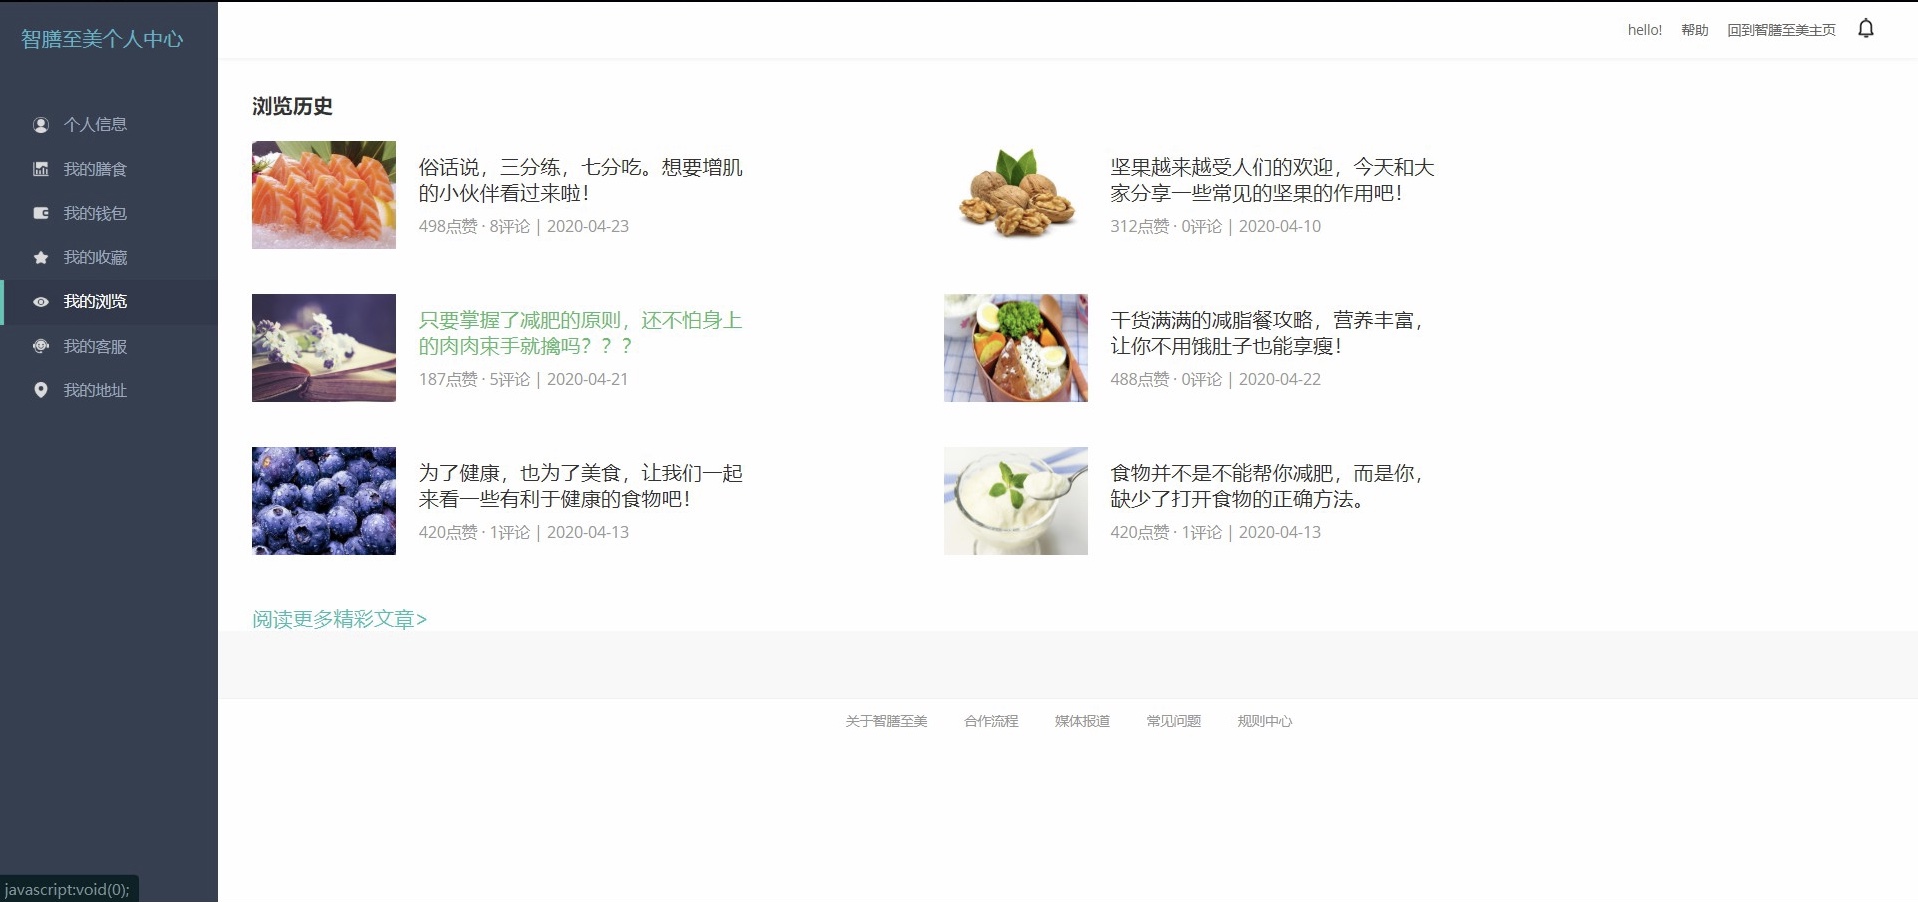 智膳至美个人中心
hello! 帮助 回到智膳至美主页
个人信息
我的膳食
我的钱包
我的收藏
我的浏览
我的客服
我的地址
浏览历史
俗话说，三分练，七分吃。想要增肌
的小伙伴看过来啦！
498点赞 · 8评论 | 2020-04-23
坚果越来越受人们的欢迎，今天和大
家分享一些常见的坚果的作用吧！
312点赞 · 0评论 | 2020-04-10
只要掌握了减肥的原则，还不怕身上
的肉肉束手就擒吗？？？
187点赞 · 5评论 | 2020-04-21
干货满满的减脂餐攻略，营养丰富，
让你不用饿肚子也能享瘦！
488点赞 · 0评论 | 2020-04-22
为了健康，也为了美食，让我们一起
来看一些有利于健康的食物吧！
420点赞 · 1评论 | 2020-04-13
食物并不是不能帮你减肥，而是你，
缺少了打开食物的正确方法。
420点赞 · 1评论 | 2020-04-13
阅读更多精彩文章>
关于智膳至美 合作流程 媒体报道 常见问题 规则中心
javascript:void(0);